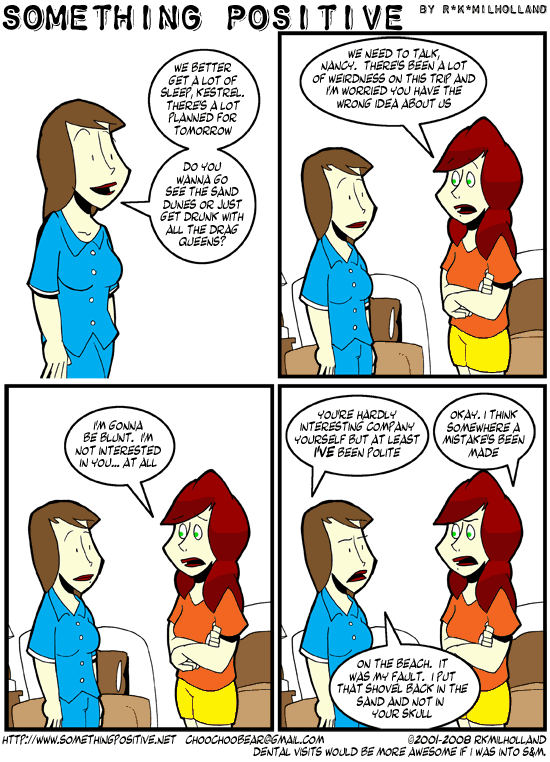 SOMETHING POSITIVE BY R*K*MILHOLLAND
WE BETTER
GET A LOT OF
SLEEP, KESTREL.
THERE'S A LOT
PLANNED FOR
TOMORROW
DO YOU
WANNA GO
SEE THE SAND
DUNES OR JUST
GET DRUNK WITH
ALL THE DRAG
QUEENS?
WE NEED TO TALK,
NANCY. THERE'S BEEN A LOT
OF WEIRDNESS ON THIS TRIP AND
I'M WORRIED YOU HAVE THE
WRONG IDEA ABOUT US
I'M GONNA
BE BLUNT. I'M
NOT INTERESTED
IN YOU... AT ALL
YOU'RE HARDLY
INTERESTING COMPANY
YOURSELF BUT AT LEAST
I'VE BEEN POLITE
OKAY. I THINK
SOMEWHERE A
MISTAKE'S BEEN
MADE
ON THE BEACH. IT
WAS MY FAULT. I PUT
THAT SHOVEL BACK IN THE
SAND AND NOT IN
YOUR SKULL
HTTP://WWW.SOMETHINGPOSITIVE.NET CHOOCHOOBEAR@GMAIL.COM ©2001-2008 RKMILHOLLAND
DENTAL VISITS WOULD BE MORE AWESOME IF I WAS INTO S&M.